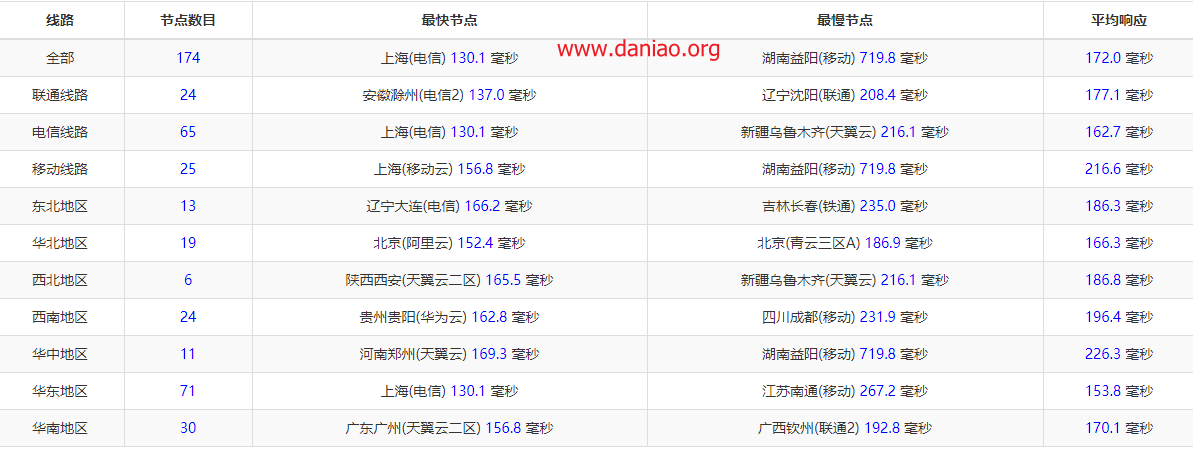 线路 节点数目 最快节点 最慢节点 平均响应
www.daniao.org
全部 174 上海(电信) 130.1 毫秒 湖南益阳(移动) 719.8 毫秒 172.0 毫秒
联通线路 24 安徽滁州(电信2) 137.0 毫秒 辽宁沈阳(联通) 208.4 毫秒 177.1 毫秒
电信线路 65 上海(电信) 130.1 毫秒 新疆乌鲁木齐(天翼云) 216.1 毫秒 162.7 毫秒
移动线路 25 上海(移动云) 156.8 毫秒 湖南益阳(移动) 719.8 毫秒 216.6 毫秒
东北地区 13 辽宁大连(电信) 166.2 毫秒 吉林长春(铁通) 235.0 毫秒 186.3 毫秒
华北地区 19 北京(阿里云) 152.4 毫秒 北京(青云三区A) 186.9 毫秒 166.3 毫秒
西北地区 6 陕西西安(天翼云二区) 165.5 毫秒 新疆乌鲁木齐(天翼云) 216.1 毫秒 186.8 毫秒
西南地区 24 贵州贵阳(华为云) 162.8 毫秒 四川成都(移动) 231.9 毫秒 196.4 毫秒
华中地区 11 河南郑州(天翼云) 169.3 毫秒 湖南益阳(移动) 719.8 毫秒 226.3 毫秒
华东地区 71 上海(电信) 130.1 毫秒 江苏南通(移动) 267.2 毫秒 153.8 毫秒
华南地区 30 广东广州(天翼云二区) 156.8 毫秒 广西钦州(联通2) 192.8 毫秒 170.1 毫秒